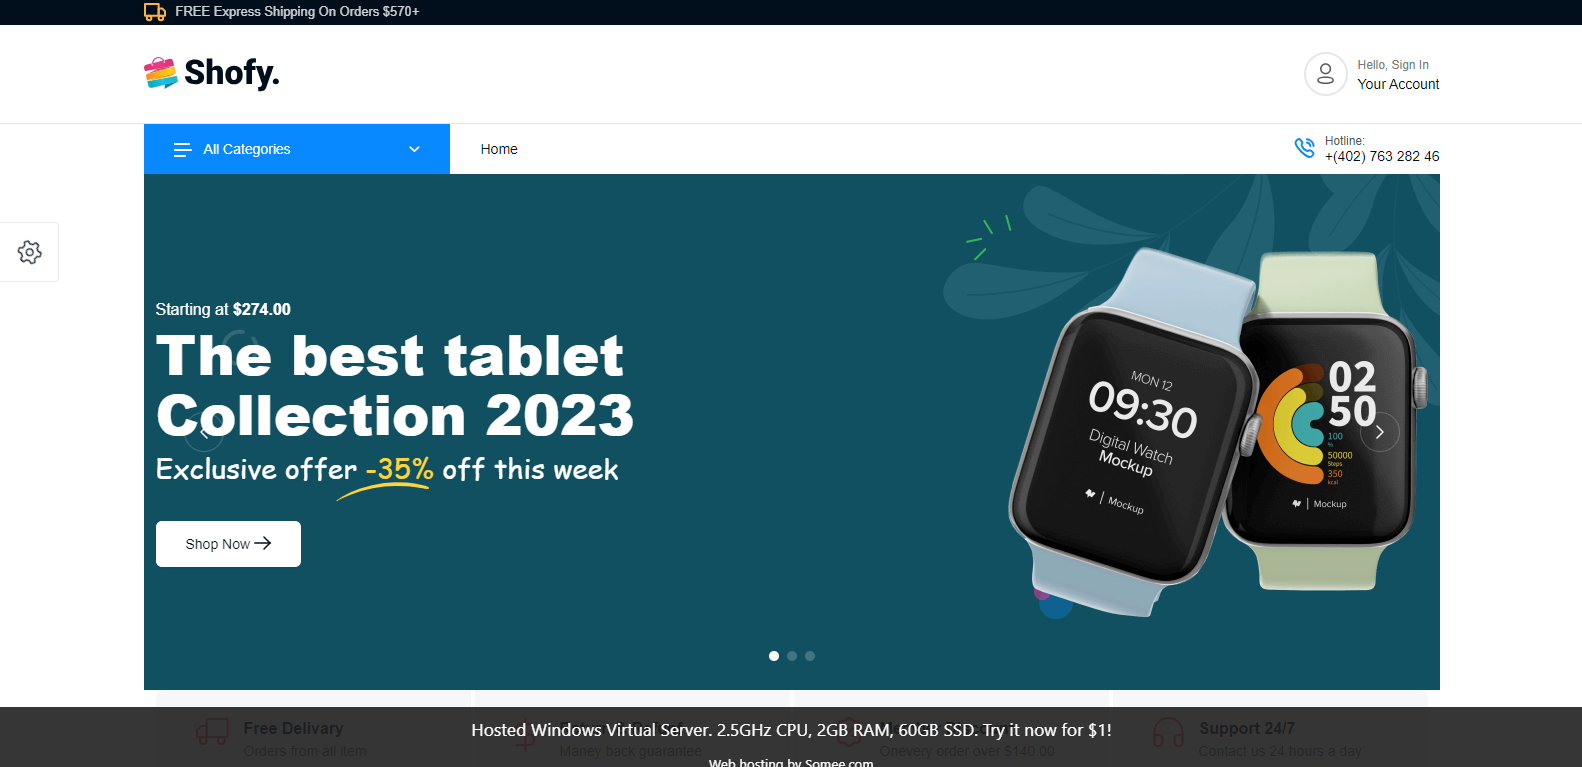 FREE Express Shipping On Orders $570+
Shofy.
Hello, Sign In
Your Account
All Categories
Home
Hotline:
+(402) 763 282 46
Starting at $274.00
The best tablet
Collection 2023
Exclusive offer -35% off this week
Shop Now
MON 12
09:30
Digital Watch
Mockup
Mockup
02
50
100
%
50000
Steps
350
kcal
Mockup
Free Delivery
Orders from all item
Maney back guarantee
Onevery order over $140.00
Support 24/7
Contact us 24 hours a day
Hosted Windows Virtual Server. 2.5GHz CPU, 2GB RAM, 60GB SSD. Try it now for $1!
Web hosting by Somee.com